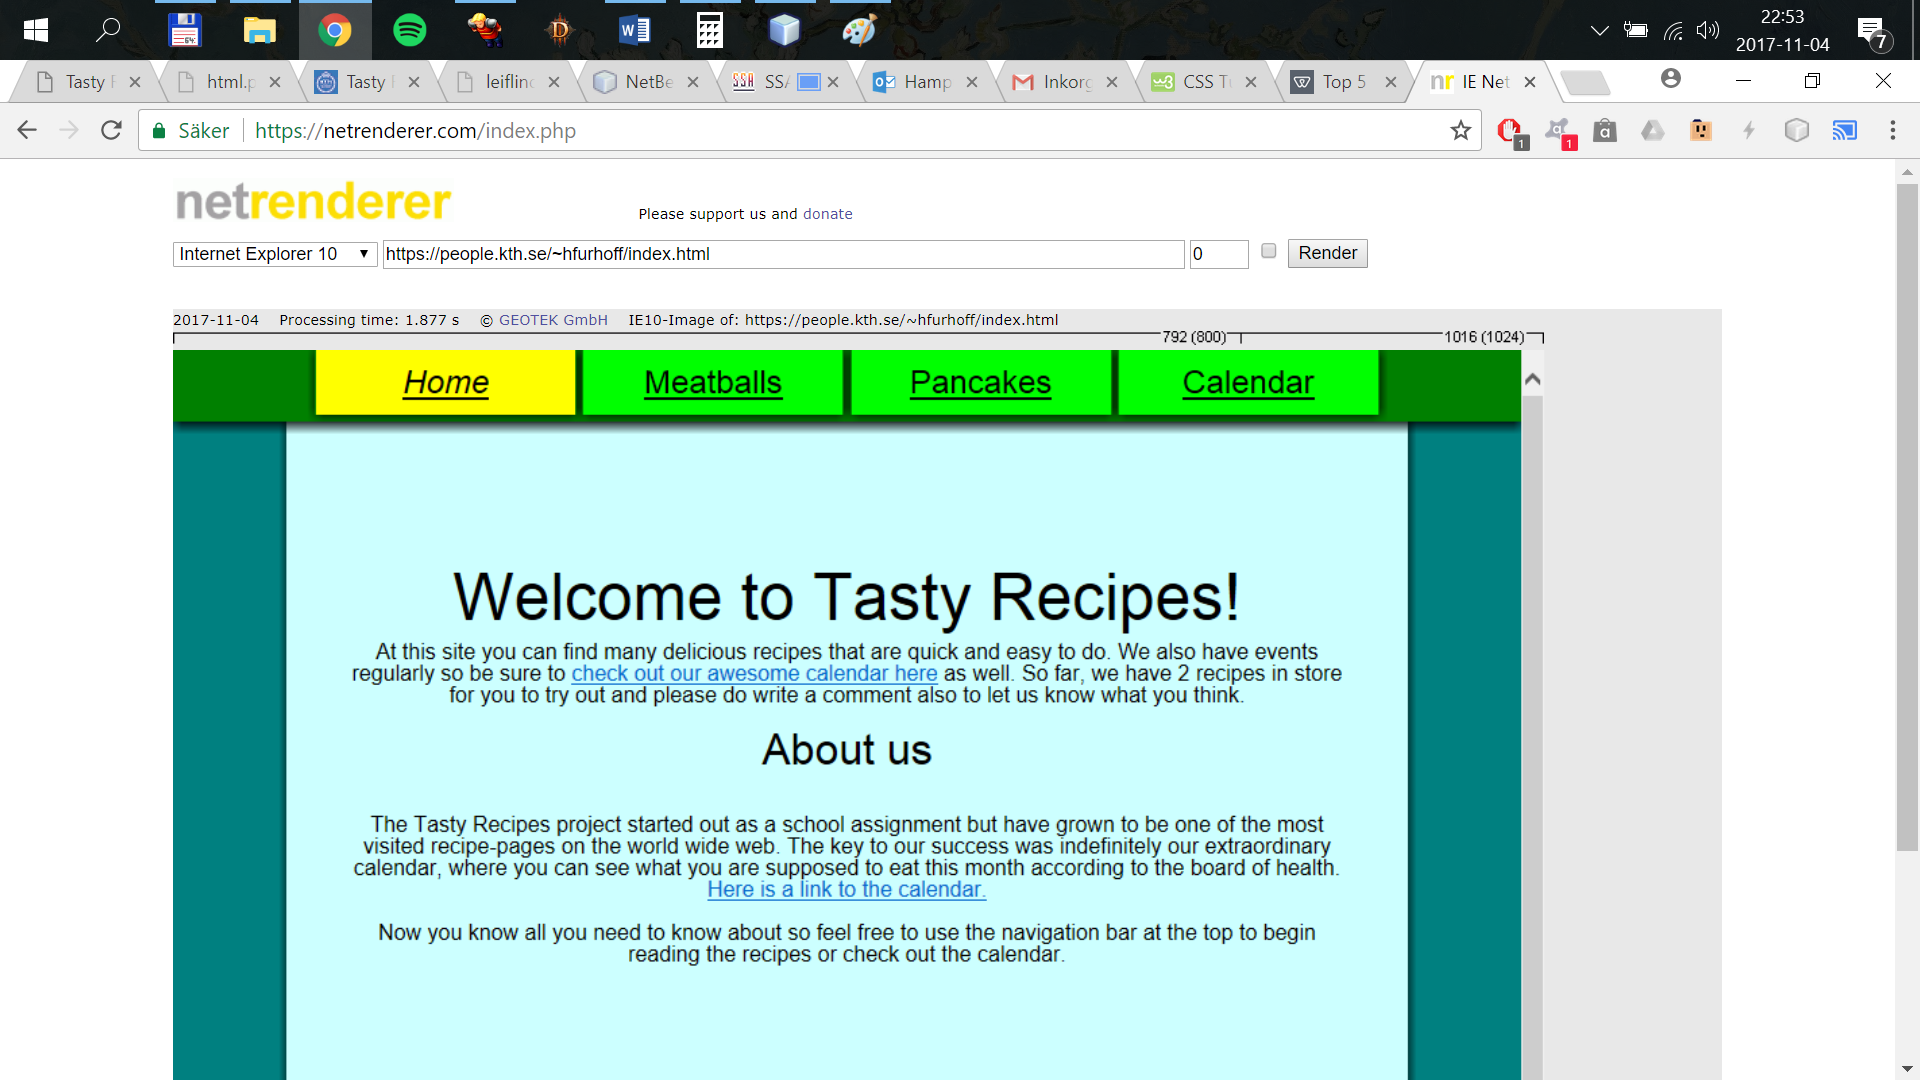 22:53
2017-11-04
7
Tasty
html.p
Tasty
leiflin
NetBe
SSA
Hamp
Inkorg
CSS T
Top 5
IE Net
Säker
https://netrenderer.com/index.php
netrenderer
Please support us and donate
Internet Explorer 10
https://people.kth.se/~hfurhoff/index.html
0
Render
2017-11-04 Processing time: 1.877 s © GEOTEK GmbH IE10-Image of: https://people.kth.se/~hfurhoff/index.html
792 (800) 1016 (1024)
Home Meatballs Pancakes Calendar
Welcome to Tasty Recipes!
At this site you can find many delicious recipes that are quick and easy to do. We also have events
regularly so be sure to check out our awesome calendar here as well. So far, we have 2 recipes in store
for you to try out and please do write a comment also to let us know what you think.
About us
The Tasty Recipes project started out as a school assignment but have grown to be one of the most
visited recipe-pages on the world wide web. The key to our success was indefinitely our extraordinary
calendar, where you can see what you are supposed to eat this month according to the board of health.
Here is a link to the calendar.
Now you know all you need to know about so feel free to use the navigation bar at the top to begin
reading the recipes or check out the calendar.